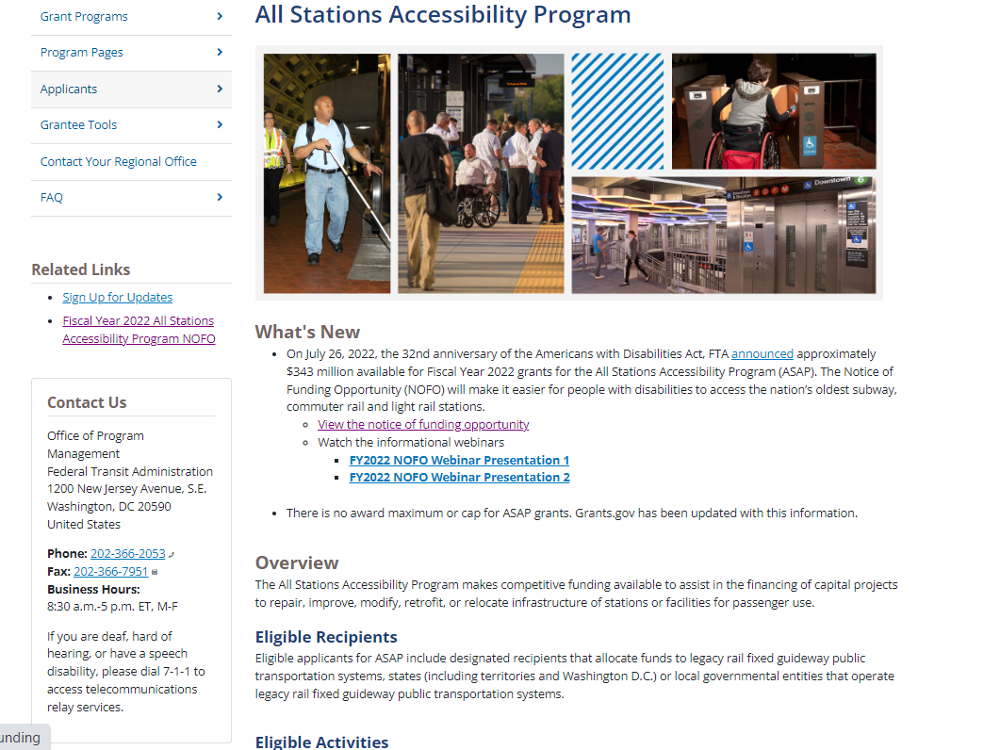 Grant Programs
Program Pages
Applicants
Grantee Tools
Contact Your Regional Office
FAQ
Related Links
Sign Up for Updates
Fiscal Year 2022 All Stations
Accessibility Program NOFO
Contact Us
Office of Program
Management
Federal Transit Administration
1200 New Jersey Avenue, S.E.
Washington, DC 20590
United States
Phone: 202-366-2053
Fax: 202-366-7951
Business Hours:
8:30 a.m.-5 p.m. ET, M-F
If you are deaf, hard of
hearing, or have a speech
disability, please dial 7-1-1 to
access telecommunications
relay services.
unding
All Stations Accessibility Program
Downtown 6
B D F M
What's New
On July 26, 2022, the 32nd anniversary of the Americans with Disabilities Act, FTA announced approximately
$343 million available for Fiscal Year 2022 grants for the All Stations Accessibility Program (ASAP). The Notice of
Funding Opportunity (NOFO) will make it easier for people with disabilities to access the nation’s oldest subway,
commuter rail and light rail stations.
View the notice of funding opportunity
Watch the informational webinars
FY2022 NOFO Webinar Presentation 1
FY2022 NOFO Webinar Presentation 2
There is no award maximum or cap for ASAP grants. Grants.gov has been updated with this information.
Overview
The All Stations Accessibility Program makes competitive funding available to assist in the financing of capital projects
to repair, improve, modify, retrofit, or relocate infrastructure of stations or facilities for passenger use.
Eligible Recipients
Eligible applicants for ASAP include designated recipients that allocate funds to legacy rail fixed guideway public
transportation systems, states (including territories and Washington D.C.) or local governmental entities that operate
legacy rail fixed guideway public transportation systems.
Eligible Activities